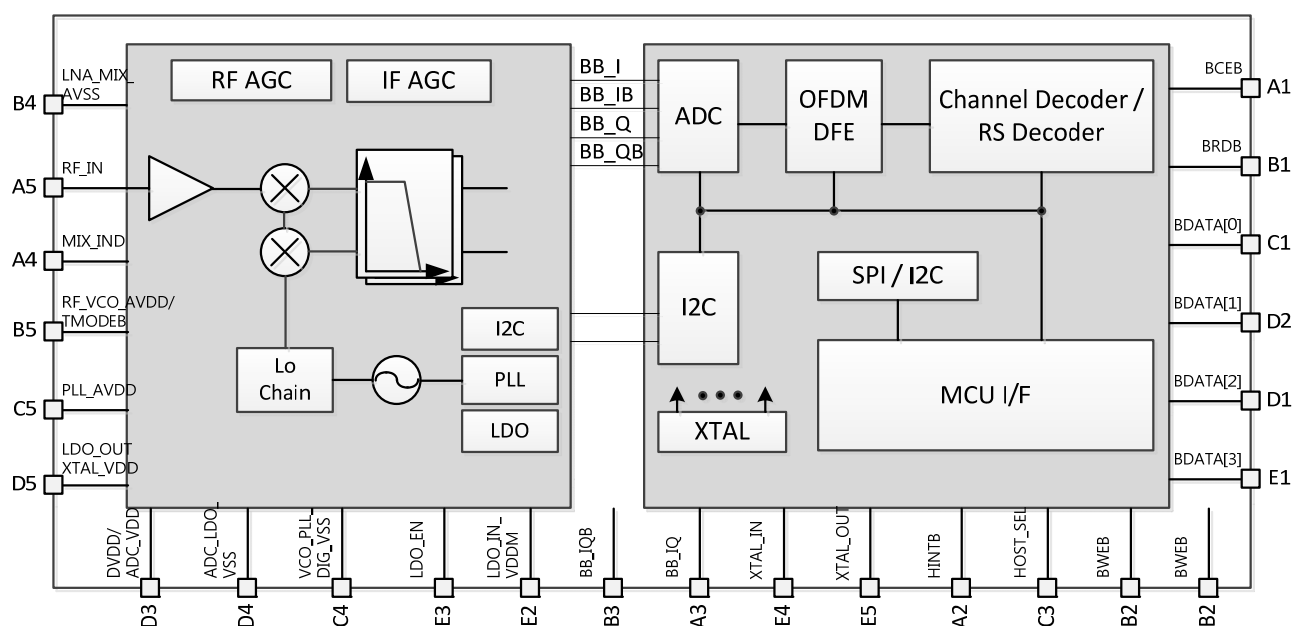 RF AGC
IF AGC
BB_I
BB_IB
BB_Q
BB_QB
ADC
OFDM
DFE
Channel Decoder /
RS Decoder
LNA_MIX_
AVSS
B4
RF_IN
A5
MIX_IND
A4
RF_VCO_AVDD/
TMODEB
B5
PLL_AVDD
C5
LDO_OUT
XTAL_VDD
D5
Lo
Chain
I2C
PLL
LDO
I2C
SPI / I2C
XTAL
MCU I/F
BCEB
A1
BRDB
B1
BDATA[0]
C1
BDATA[1]
D2
BDATA[2]
D1
BDATA[3]
E1
DVDD/
ADC_VDD
D3
ADC_LDO_
VSS
D4
VCO_PLL_
DIG_VSS
C4
LDO_EN
E3
LDO_IN_
VDDM
E2
BB_IQB
B3
BB_IQ
A3
XTAL_IN
E4
XTAL_OUT
E5
HINTB
A2
HOST_SEL
C3
BWEB
B2
BWEB
B2